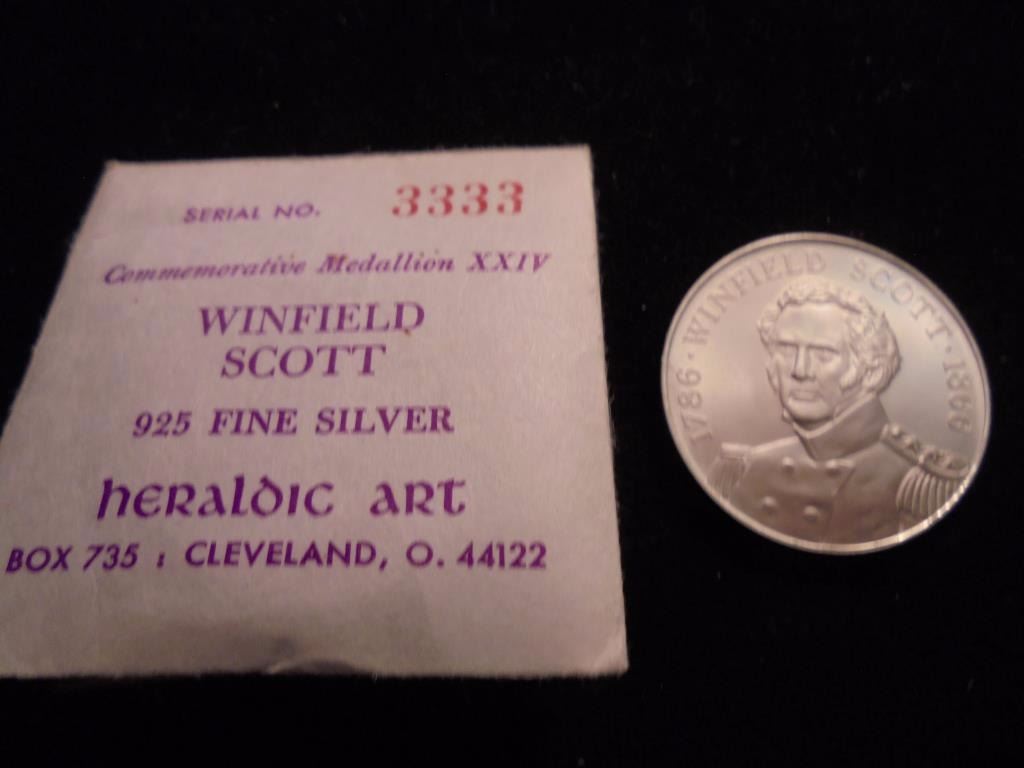 SERIAL NO. 3333
Commemorative Medallion XXIV
WINFIELD
SCOTT
925 FINE SILVER
heraldic art
BOX 735 : CLEVELAND, O. 44122
1786 · WINFIELD SCOTT · 1866